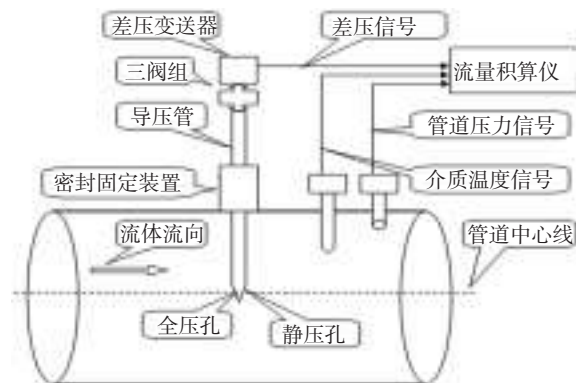 差压变送器
差压信号
三阀组
流量积算仪
导压管
管道压力信号
密封固定装置
介质温度信号
流体流向
管道中心线
全压孔
静压孔